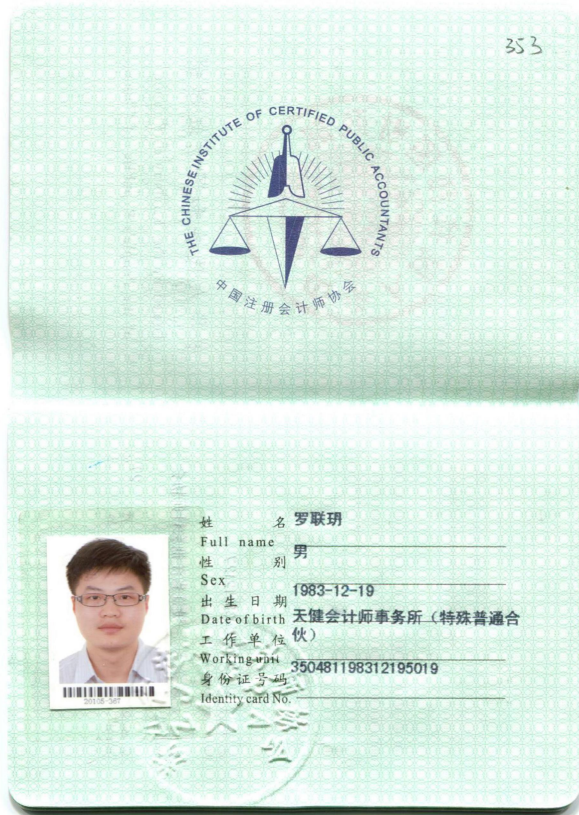 353
THE CHINESE INSTITUTE OF CERTIFIED PUBLIC ACCOUNTANTS
中国注册会计师协会
姓 名 罗联玥
Full name
性 别 男
Sex
出生日期 1983-12-19
Date of birth
工作单位 天健会计师事务所（特殊普通合
伙）
Working unit
身份证号码 350481198312195019
Identity card No.